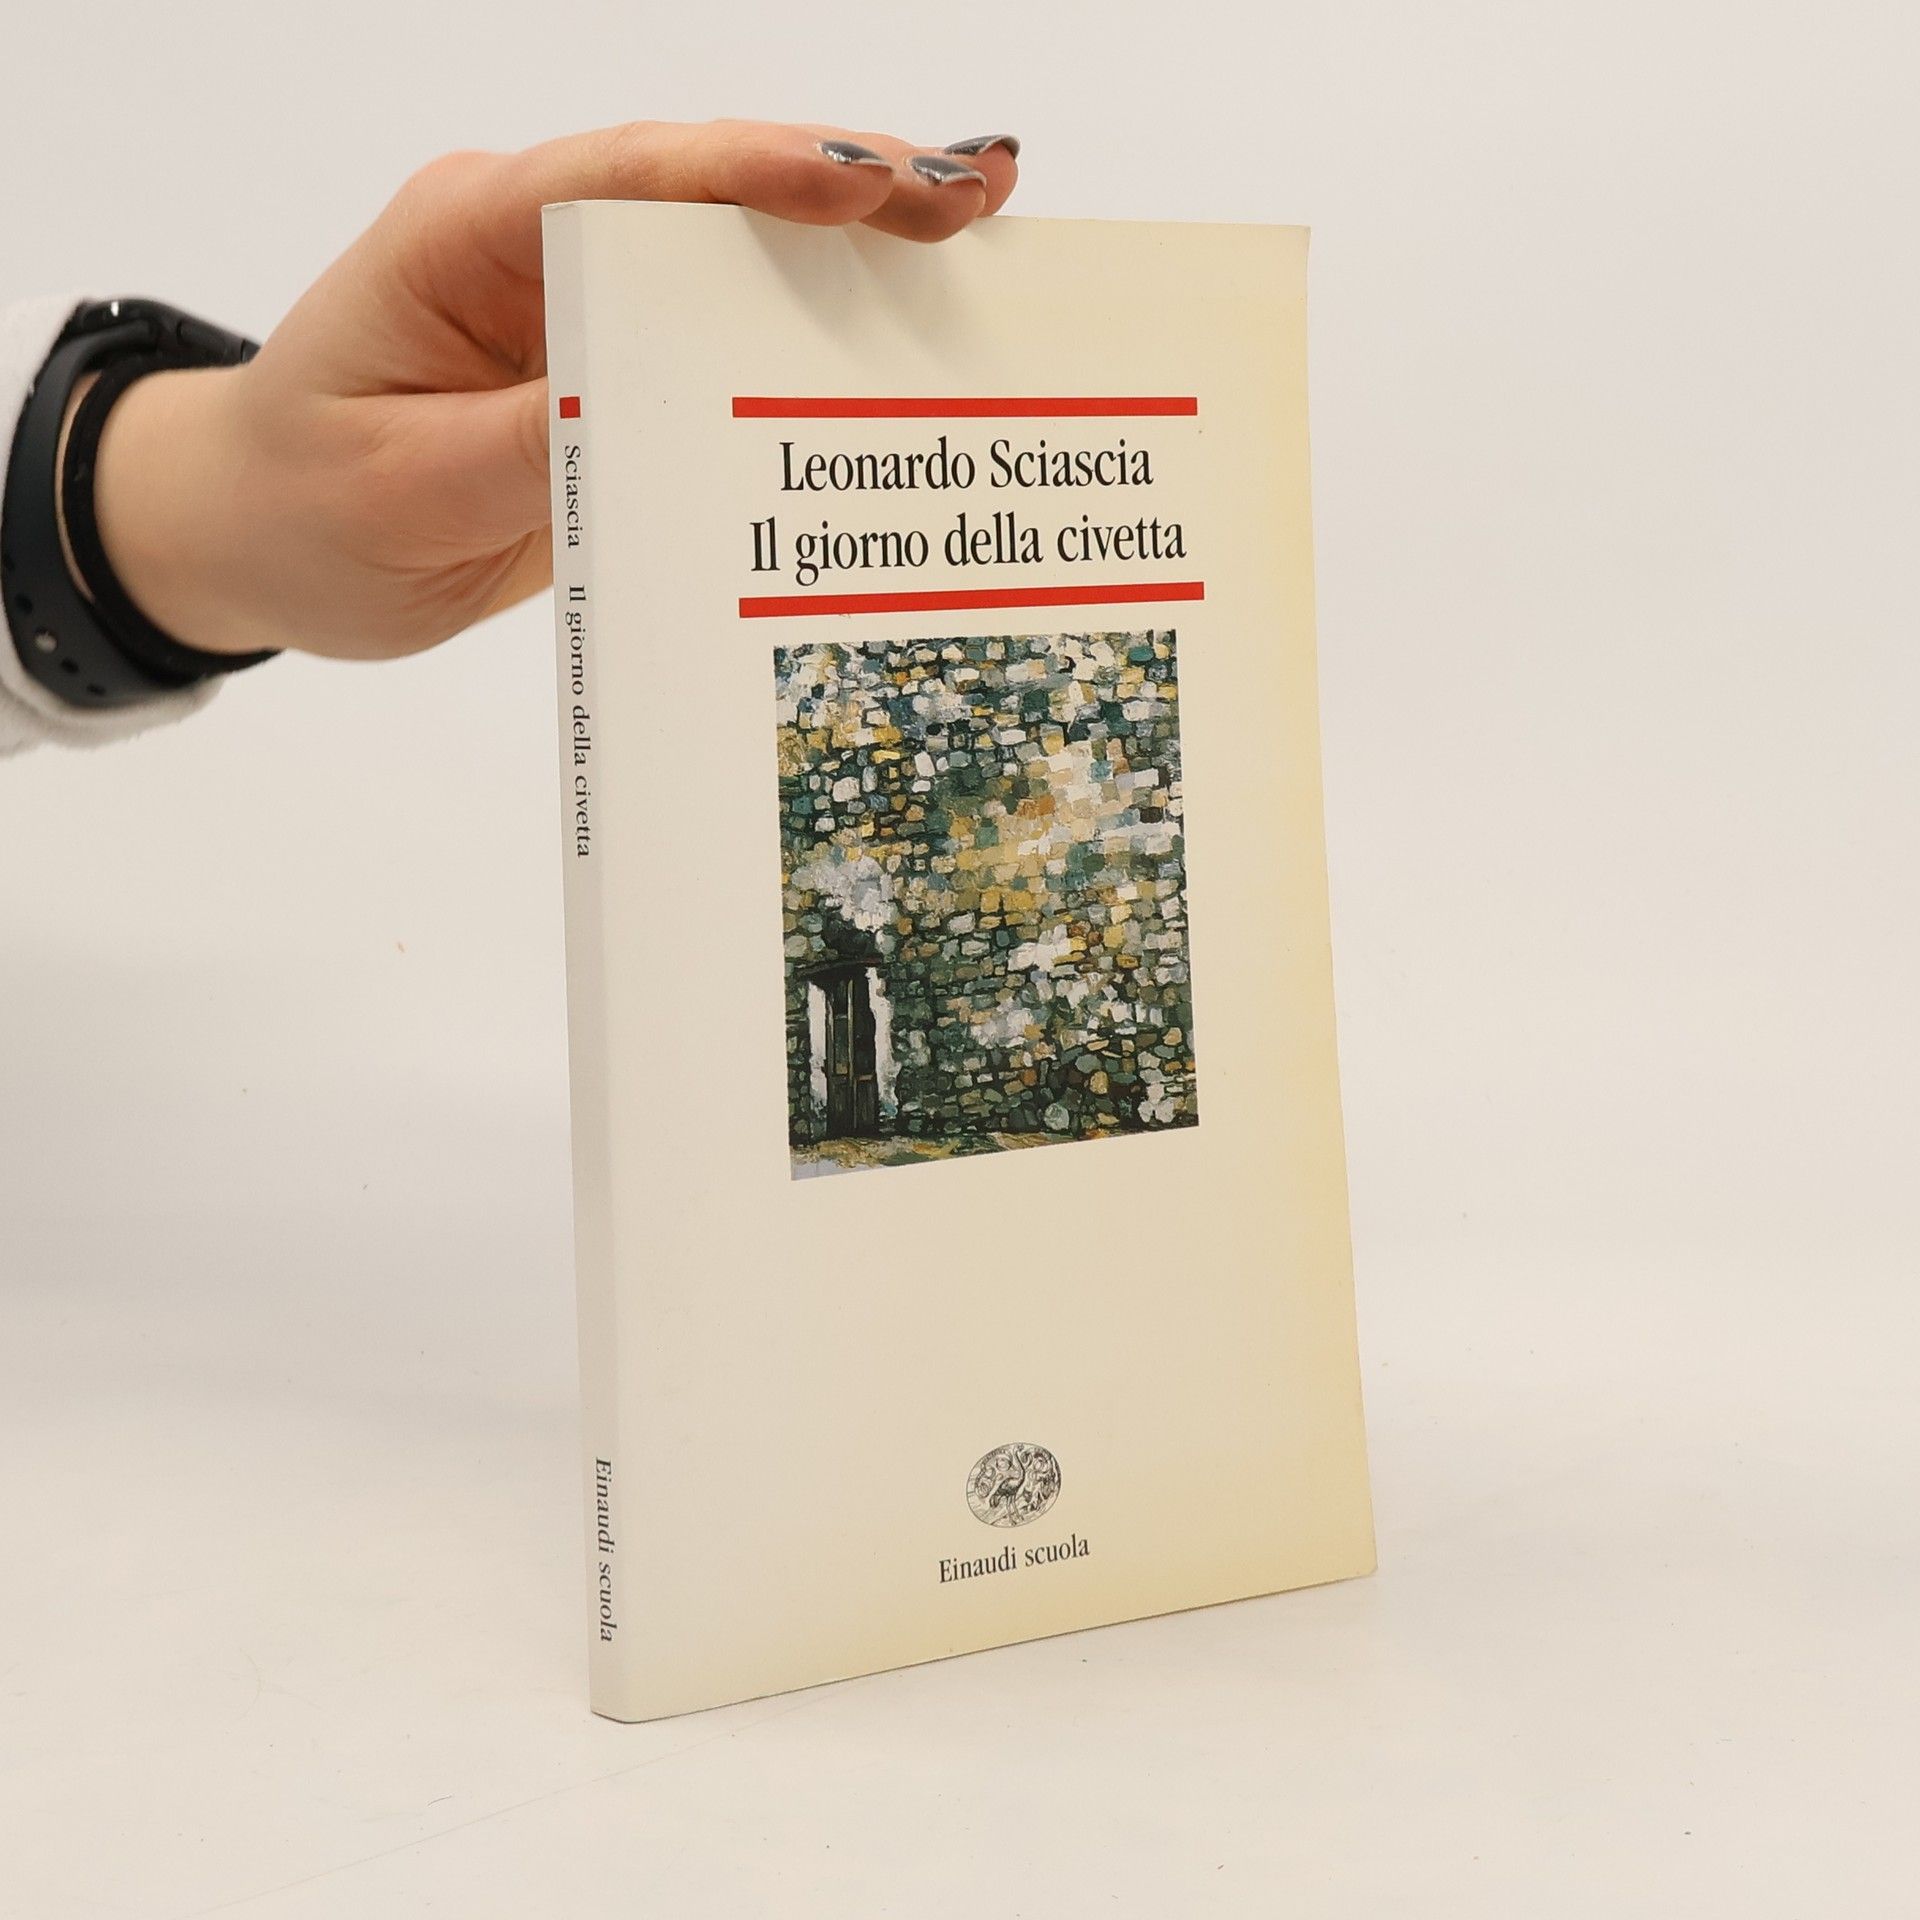 Leonardo Sciascia
Il giorno della civetta
Einaudi scuola
Sciascia Il giorno della civetta
Einaudi scuola